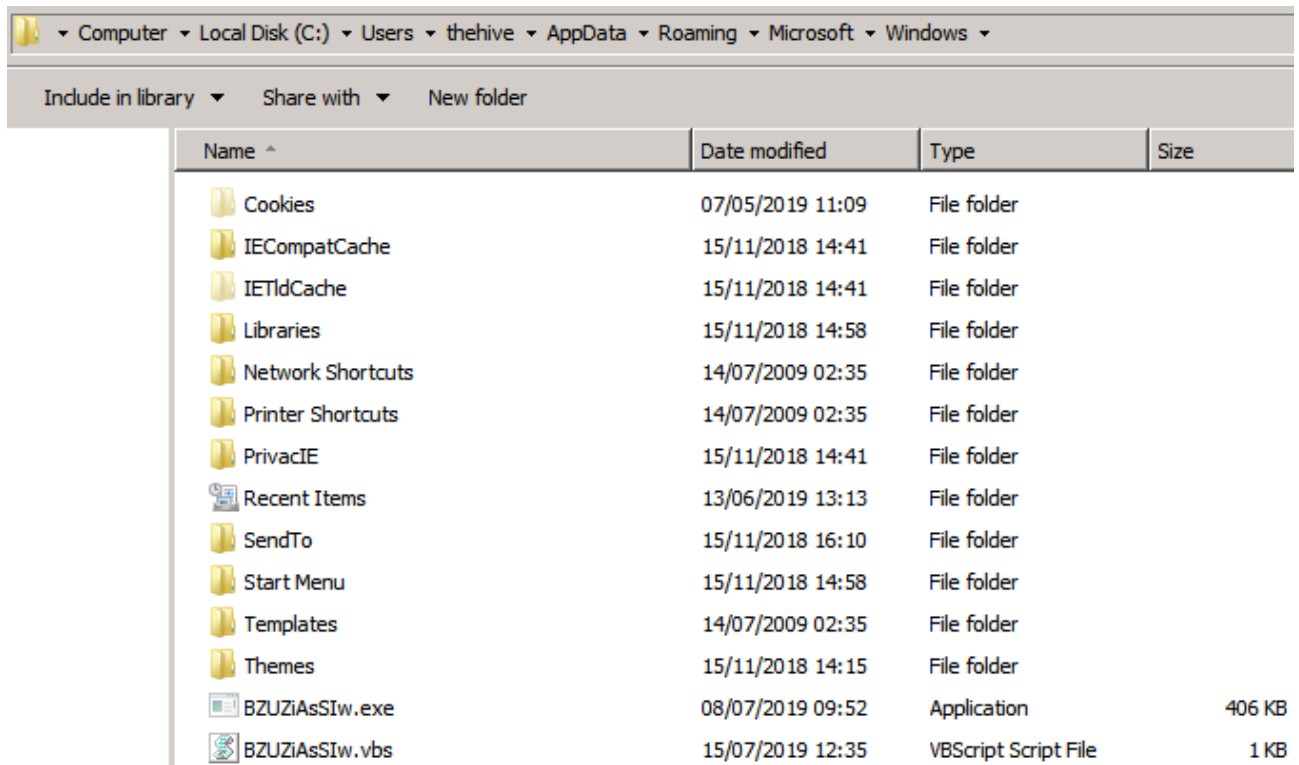 Computer Local Disk (C:) Users thehive AppData Roaming Microsoft Windows
Include in library Share with New folder
Name Date modified Type Size
Cookies 07/05/2019 11:09 File folder
IECompatCache 15/11/2018 14:41 File folder
IETldCache 15/11/2018 14:41 File folder
Libraries 15/11/2018 14:58 File folder
Network Shortcuts 14/07/2009 02:35 File folder
Printer Shortcuts 14/07/2009 02:35 File folder
PrivacIE 15/11/2018 14:41 File folder
Recent Items 13/06/2019 13:13 File folder
SendTo 15/11/2018 16:10 File folder
Start Menu 15/11/2018 14:58 File folder
Templates 14/07/2009 02:35 File folder
Themes 15/11/2018 14:15 File folder
BZUZiAsSIw.exe 08/07/2019 09:52 Application 406 KB
BZUZiAsSIw.vbs 15/07/2019 12:35 VBScript Script File 1 KB